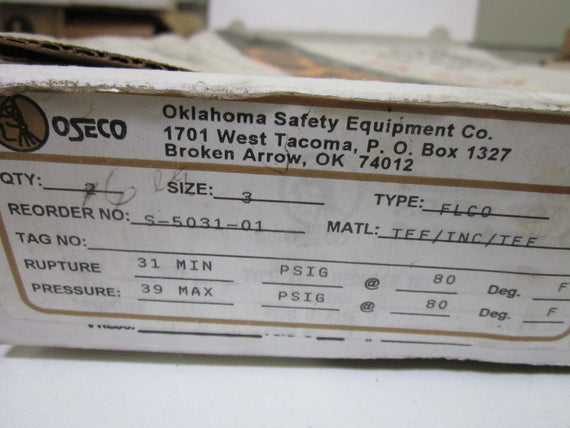 OSECO
Oklahoma Safety Equipment Co.
1701 West Tacoma, P. O. Box 1327
Broken Arrow, OK 74012
QTY: 6 ea SIZE: 3 TYPE: FLCO
REORDER NO: S-5031-01 MATL: TEF/INC/TEF
TAG NO:
RUPTURE 31 MIN PSIG @ 80 Deg. F
PRESSURE: 39 MAX PSIG @ 80 Deg. F